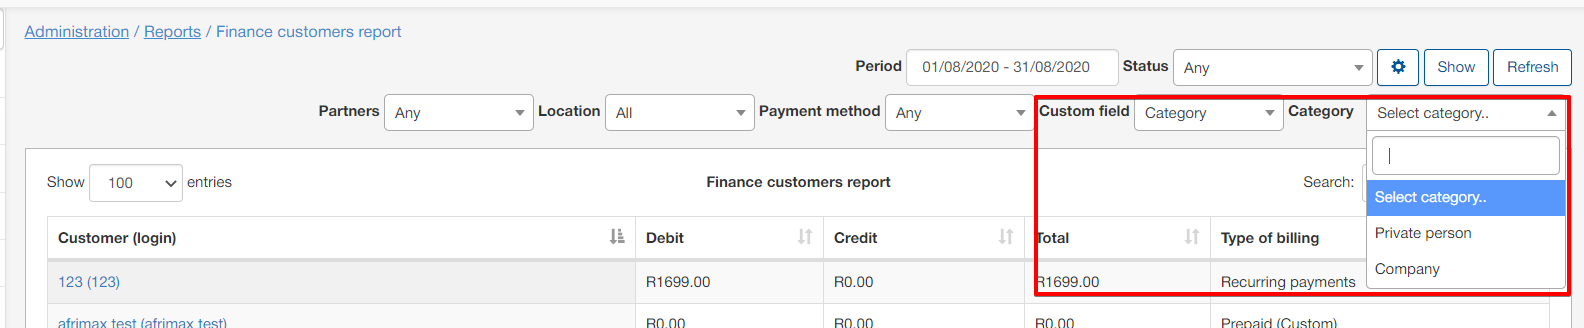 Administration / Reports / Finance customers report
Period 01/08/2020 - 31/08/2020 Status Any Show Refresh
Partners Any Location All Payment method Any Custom field Category Category Select category..
Show 100 entries Finance customers report Search:
Select category..
Private person
Company
Customer (login) Debit Credit Total Type of billing
123 (123) R1699.00 R0.00 R1699.00 Recurring payments
afrimax test (afrimax test) R0.00 R0.00 R0.00 Prepaid (Custom)